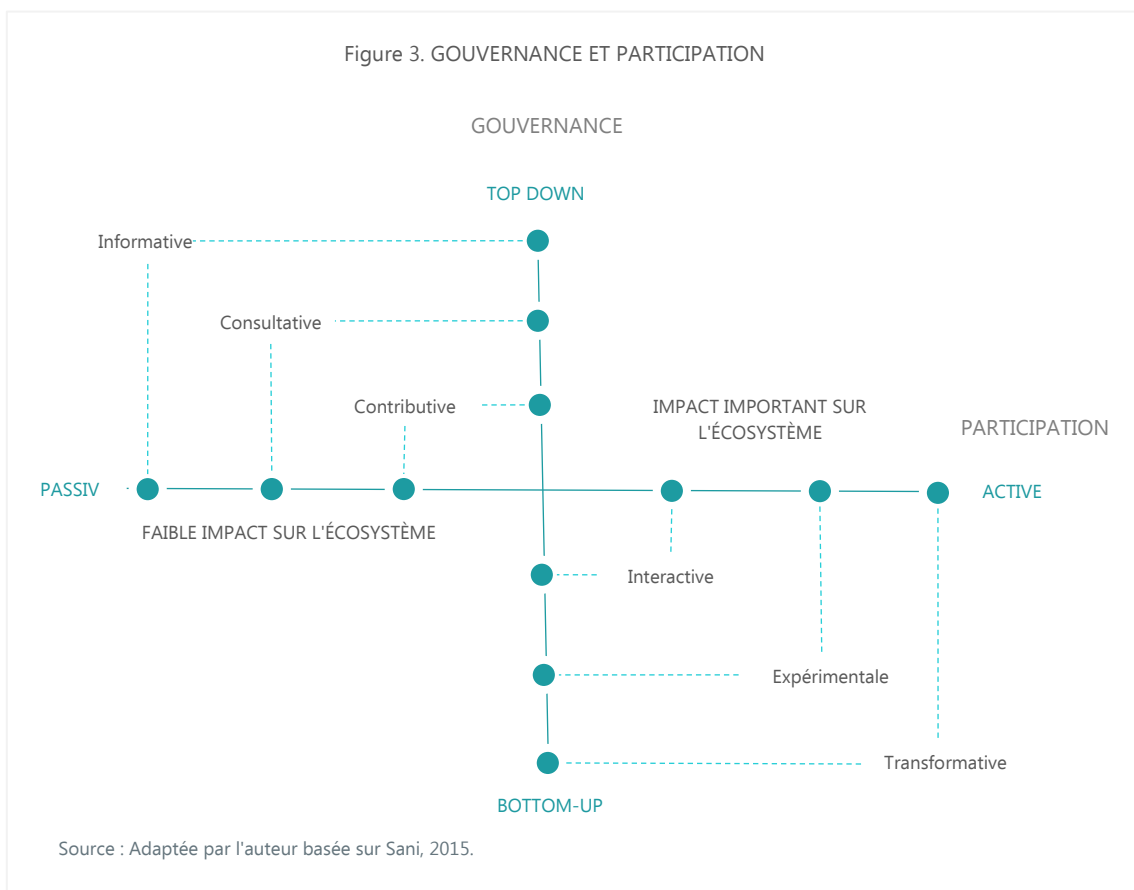 Figure 3. GOUVERNANCE ET PARTICIPATION
GOUVERNANCE
TOP DOWN
Informative
Consultative
Contributive
IMPACT IMPORTANT SUR
L'ÉCOSYSTÈME
PARTICIPATION
PASSIV
ACTIVE
FAIBLE IMPACT SUR L'ÉCOSYSTÈME
Interactive
Expérimentale
Transformative
BOTTOM-UP
Source : Adaptée par l'auteur basée sur Sani, 2015.